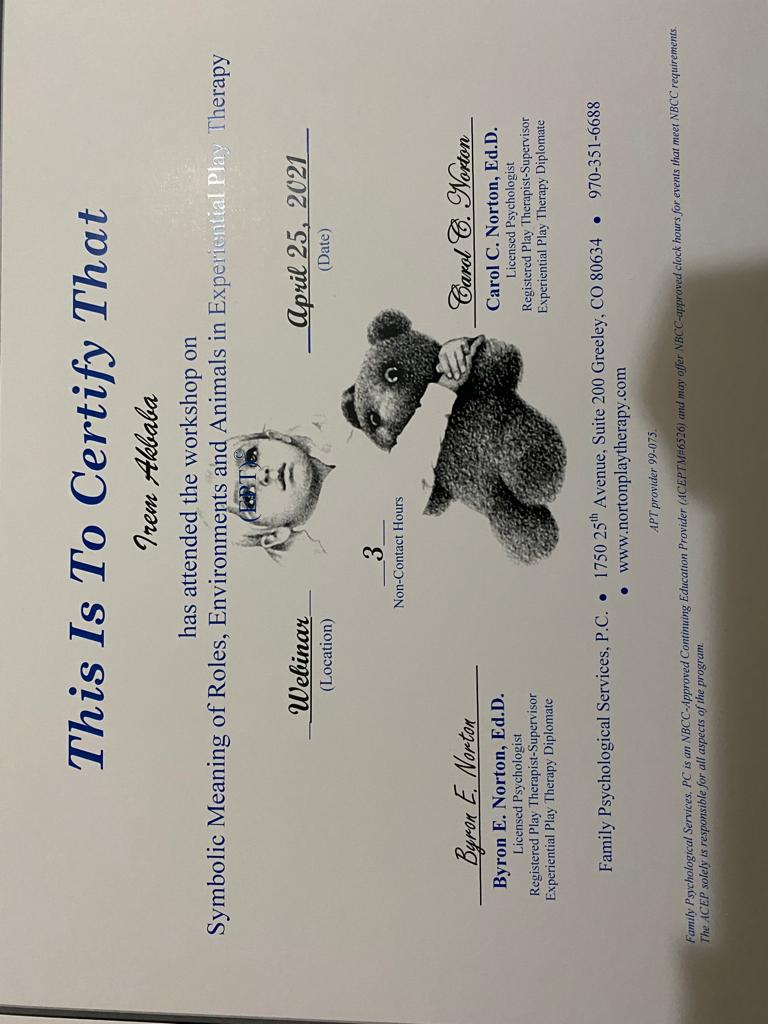 This Is To Certify That
Irem Akbaba
has attended the workshop on
Symbolic Meaning of Roles, Environments and Animals in Experiential Play Therapy
(EPT)©
Webinar
(Location)
April 25, 2021
(Date)
3
Non-Contact Hours
Byron E. Norton
Byron E. Norton, Ed.D.
Licensed Psychologist
Registered Play Therapist-Supervisor
Experiential Play Therapy Diplomate
Carol C. Norton
Carol C. Norton, Ed.D.
Licensed Psychologist
Registered Play Therapist-Supervisor
Experiential Play Therapy Diplomate
Family Psychological Services, P.C. • 1750 25th Avenue, Suite 200 Greeley, CO 80634 • 970-351-6688
• www.nortonplaytherapy.com
APT provider 99-075.
Family Psychological Services, PC is an NBCC-Approved Continuing Education Provider (ACEPTM#6526) and may offer NBCC-approved clock hours for events that meet NBCC requirements.
The ACEP solely is responsible for all aspects of the program.